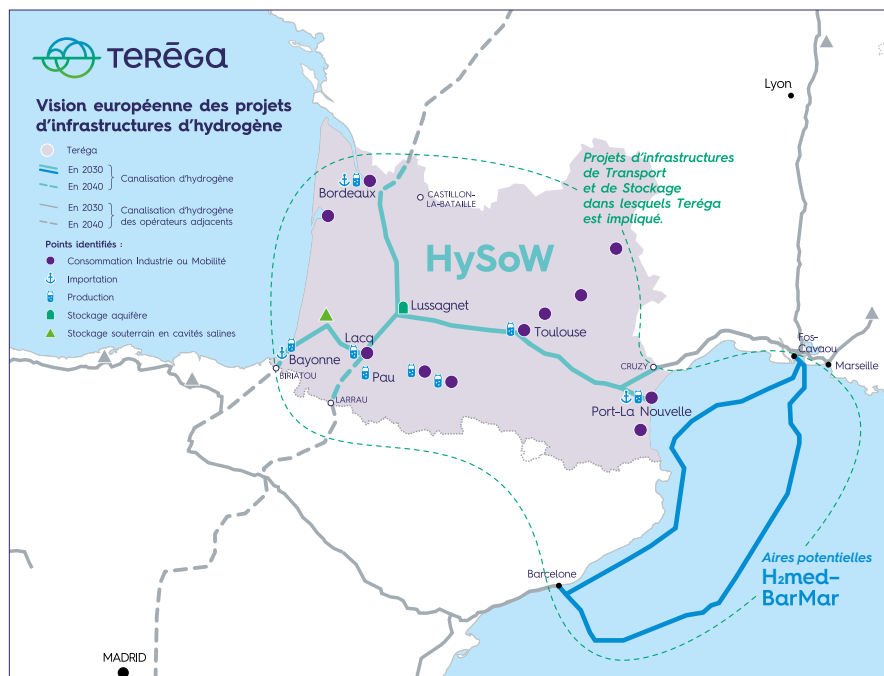 TERĒGA
Vision européenne des projets
d'infrastructures d'hydrogène
Teréga
En 2030
En 2040
Canalisation d'hydrogène
En 2030
En 2040
Canalisation d'hydrogène
des opérateurs adjacents
Points identifiés :
Consommation Industrie ou Mobilité
Importation
Production
Stockage aquifère
Stockage souterrain en cavités salines
Lyon
Projets d'infrastructures
de Transport
et de Stockage
dans lesquels Teréga
est impliqué.
Bordeaux
CASTILLON-
LA-BATAILLE
HySoW
Lussagnet
Toulouse
Lacq
Bayonne
BIRIATOU
Pau
LARRAU
CRUZY
Port-La Nouvelle
Fos-
Cavaou
Marseille
Barcelone
Aires potentielles
H₂med-
BarMar
MADRID